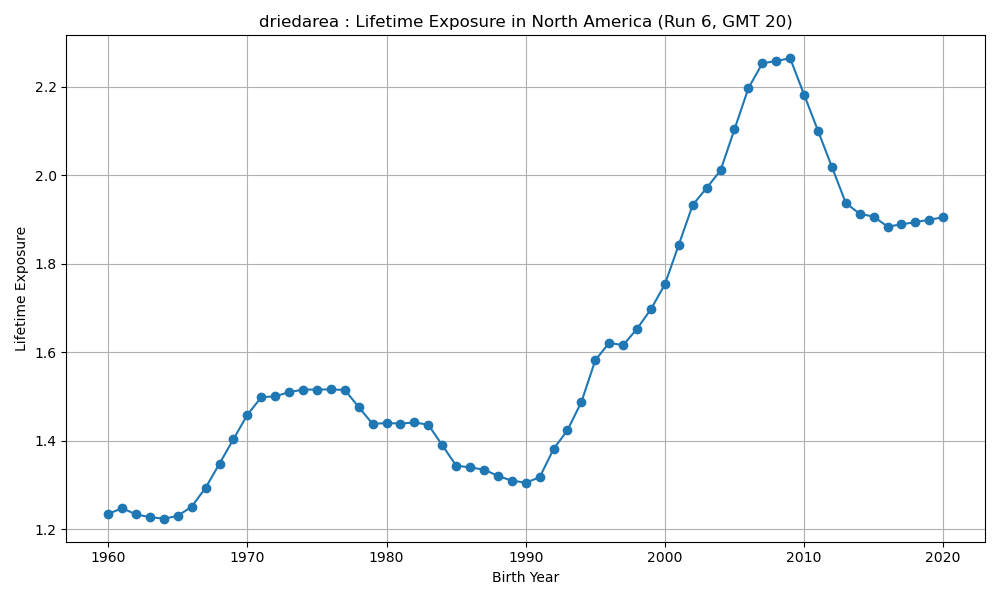 driedarea : Lifetime Exposure in North America (Run 6, GMT 20)
Lifetime Exposure
2.2
2.0
1.8
1.6
1.4
1.2
1960 1970 1980 1990 2000 2010 2020
Birth Year